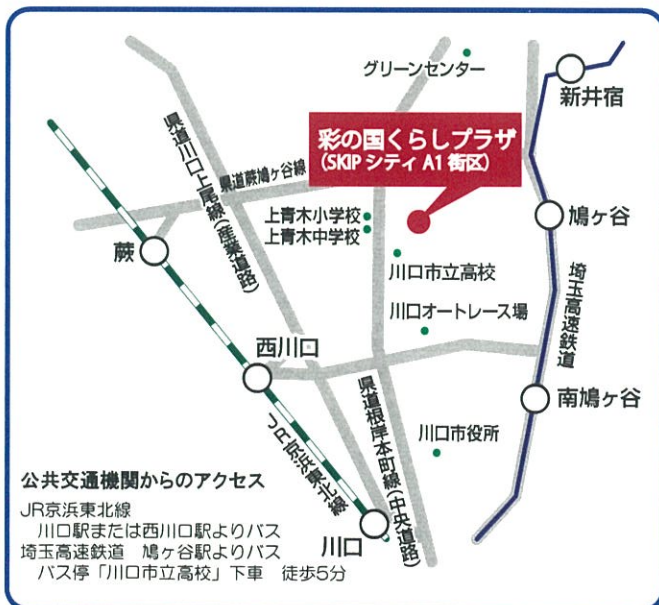 グリーンセンター
新井宿
彩の国くらしプラザ
(SKIPシティ A1街区)
県道川口上尾線(産業道路)
県道蕨鳩ヶ谷線
上青木小学校
上青木中学校
鳩ヶ谷
蕨
川口市立高校
埼玉高速鉄道
川口オートレース場
西川口
県道根岸本町線(中央道路)
南鳩ヶ谷
JR京浜東北線
川口市役所
川口
公共交通機関からのアクセス
JR京浜東北線
川口駅または西川口駅よりバス
埼玉高速鉄道 鳩ヶ谷駅よりバス
バス停「川口市立高校」下車 徒歩5分